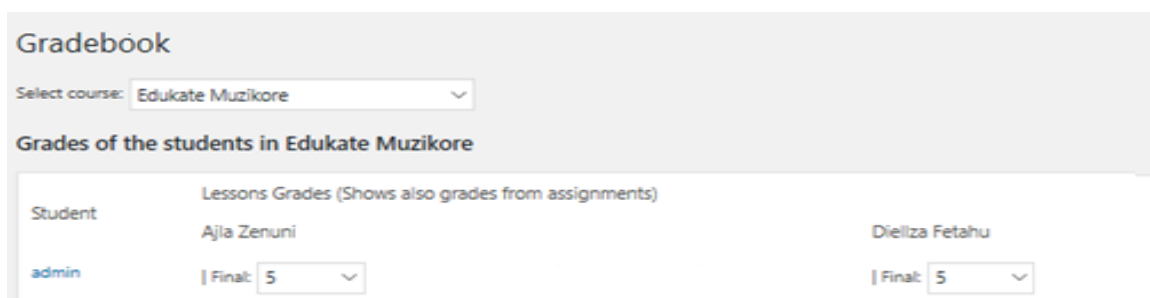 Gradebook
Select course: Edukate Muzikore
Grades of the students in Edukate Muzikore
Student
Lessons Grades (Shows also grades from assignments)
Ajla Zenuni Diellza Fetahu
admin | Final: 5 | Final: 5